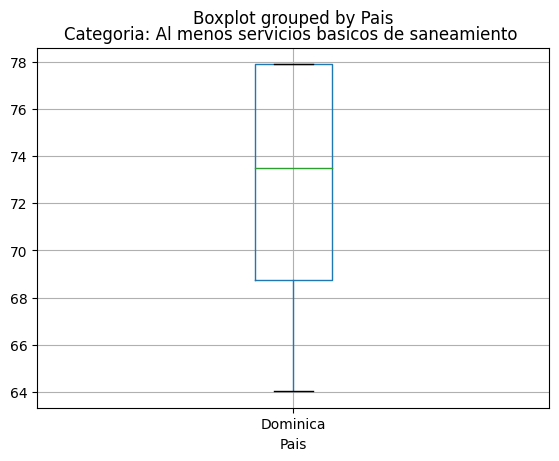 Boxplot grouped by Pais
Categoria: Al menos servicios basicos de saneamiento
78
76
74
72
70
68
66
64
Dominica
Pais